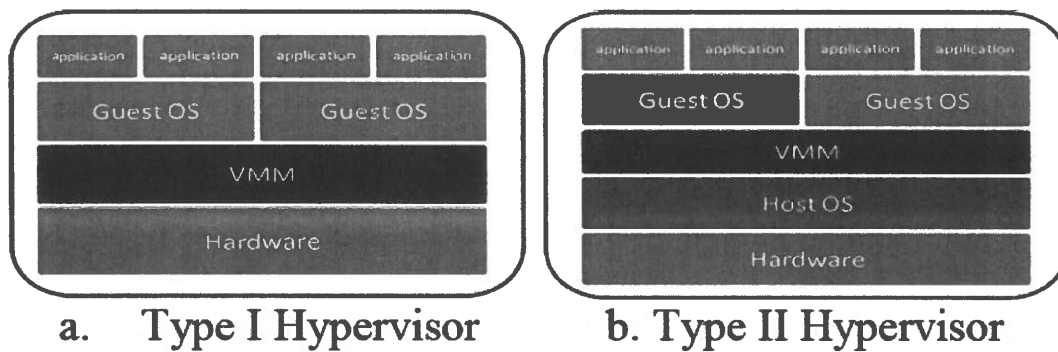 application application application application
Guest OS Guest OS
VMM
Hardware
a. Type I Hypervisor
application application application application
Guest OS Guest OS
VMM
Host OS
Hardware
b. Type II Hypervisor